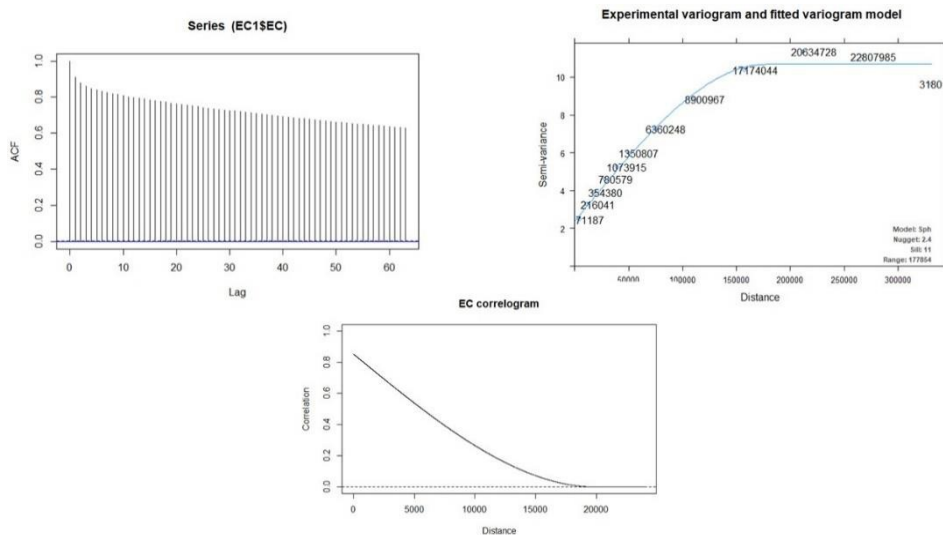 Series (EC1$EC)
ACF
0.0 0.2 0.4 0.6 0.8 1.0
0 10 20 30 40 50 60
Lag
Experimental variogram and fitted variogram model
Semi-variance
10
8
6
4
2
20634728
22807985
17174044
3180
8900967
6360248
1350807
1073915
780579
354380
216041
71187
Model: Sph
Nugget: 2.4
Sill: 11
Range: 177854
50000 100000 150000 200000 250000 300000
Distance
EC correlogram
Correlation
0.0 0.2 0.4 0.6 0.8 1.0
0 5000 10000 15000 20000
Distance